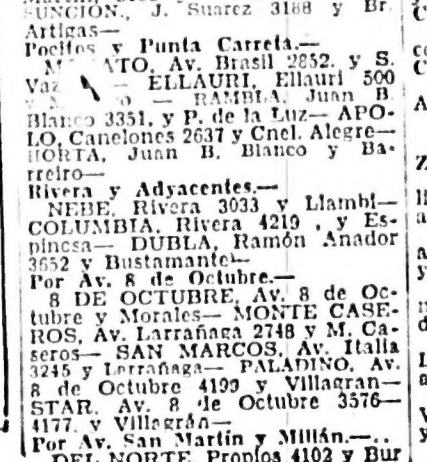 SUNCION., J. Suarez 3188 y Br.
Artigas—
Pocitos y Punta Carreta.—
ATO, Av. Brasil 2852. y S.
Vaz — ELLAURI, Ellauri 500
— RAMBLA, Juan B.
Blanco 3351, y P. de la Luz— APO-
LO, Canelones 2637 y Cnel. Alegre—
HORTA, Juan B. Blanco y Ba-
rreiro—
Rivera y Adyacentes.—
NEBE, Rivera 3033 y Llambi—
COLUMBIA, Rivera 4219 , y Es-
pinosa— DUBLA, Ramón Anador
3652 y Bustamante—
Por Av. 8 de Octubre.—
8 DE OCTUBRE, Av. 8 de Oc-
tubre y Morales— MONTE CASE-
ROS, Av. Larrañaga 2748 y M. Ca-
seros— SAN MARCOS, Av. Italia
3245 y Larrañaga— PALADINO, Av.
8 de Octubre 4199 y Villagran—
STAR, Av. 8 de Octubre 3576—
4177. y Villagrán—
Por Av. San Martin y Millán.—..
DEL NORTE, Propios 4102 y Bur